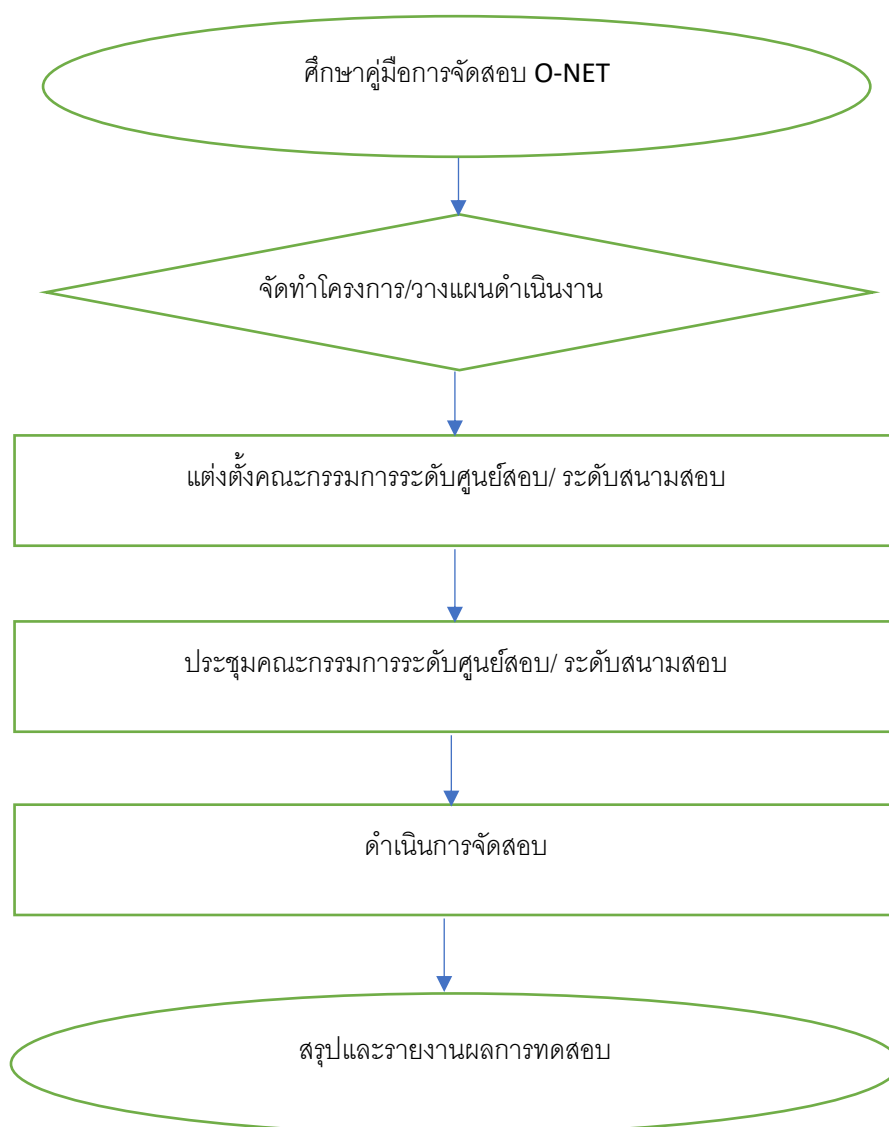 ศึกษาคู่มือการจัดสอบ O-NET
จัดทำโครงการ/วางแผนดำเนินงาน
แต่งตั้งคณะกรรมการระดับศูนย์สอบ/ ระดับสนามสอบ
ประชุมคณะกรรมการระดับศูนย์สอบ/ ระดับสนามสอบ
ดำเนินการจัดสอบ
สรุปและรายงานผลการทดสอบ